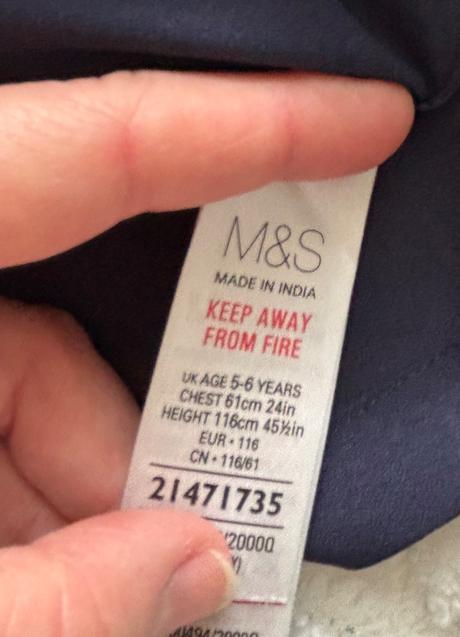 M&S
MADE IN INDIA
KEEP AWAY
FROM FIRE
UK AGE 5-6 YEARS
CHEST 61cm 24in
HEIGHT 116cm 45½in
EUR • 116
CN • 116/61
21471735
/2000Q